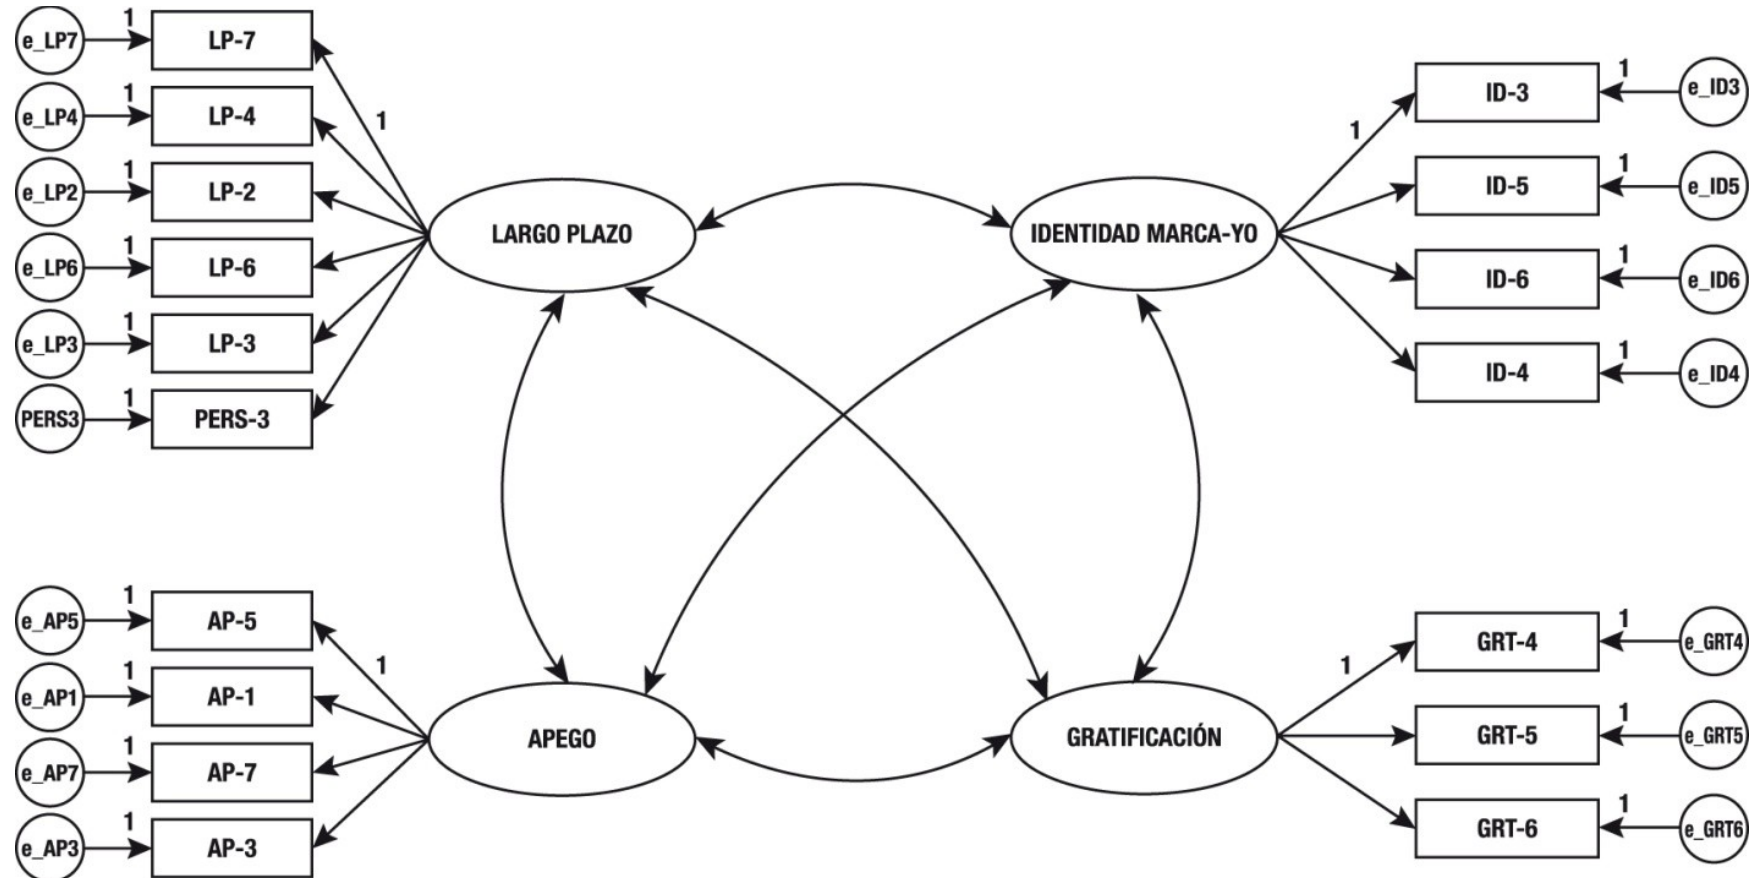 e_LP7 1 LP-7
e_LP4 1 LP-4
e_LP2 1 LP-2
e_LP6 1 LP-6
e_LP3 1 LP-3
PERS3 1 PERS-3
1
LARGO PLAZO
IDENTIDAD MARCA-YO
1
ID-3 1 e_ID3
ID-5 1 e_ID5
ID-6 1 e_ID6
ID-4 1 e_ID4
e_AP5 1 AP-5
e_AP1 1 AP-1
e_AP7 1 AP-7
e_AP3 1 AP-3
1
APEGO
GRATIFICACIÓN
1
GRT-4 1 e_GRT4
GRT-5 1 e_GRT5
GRT-6 1 e_GRT6